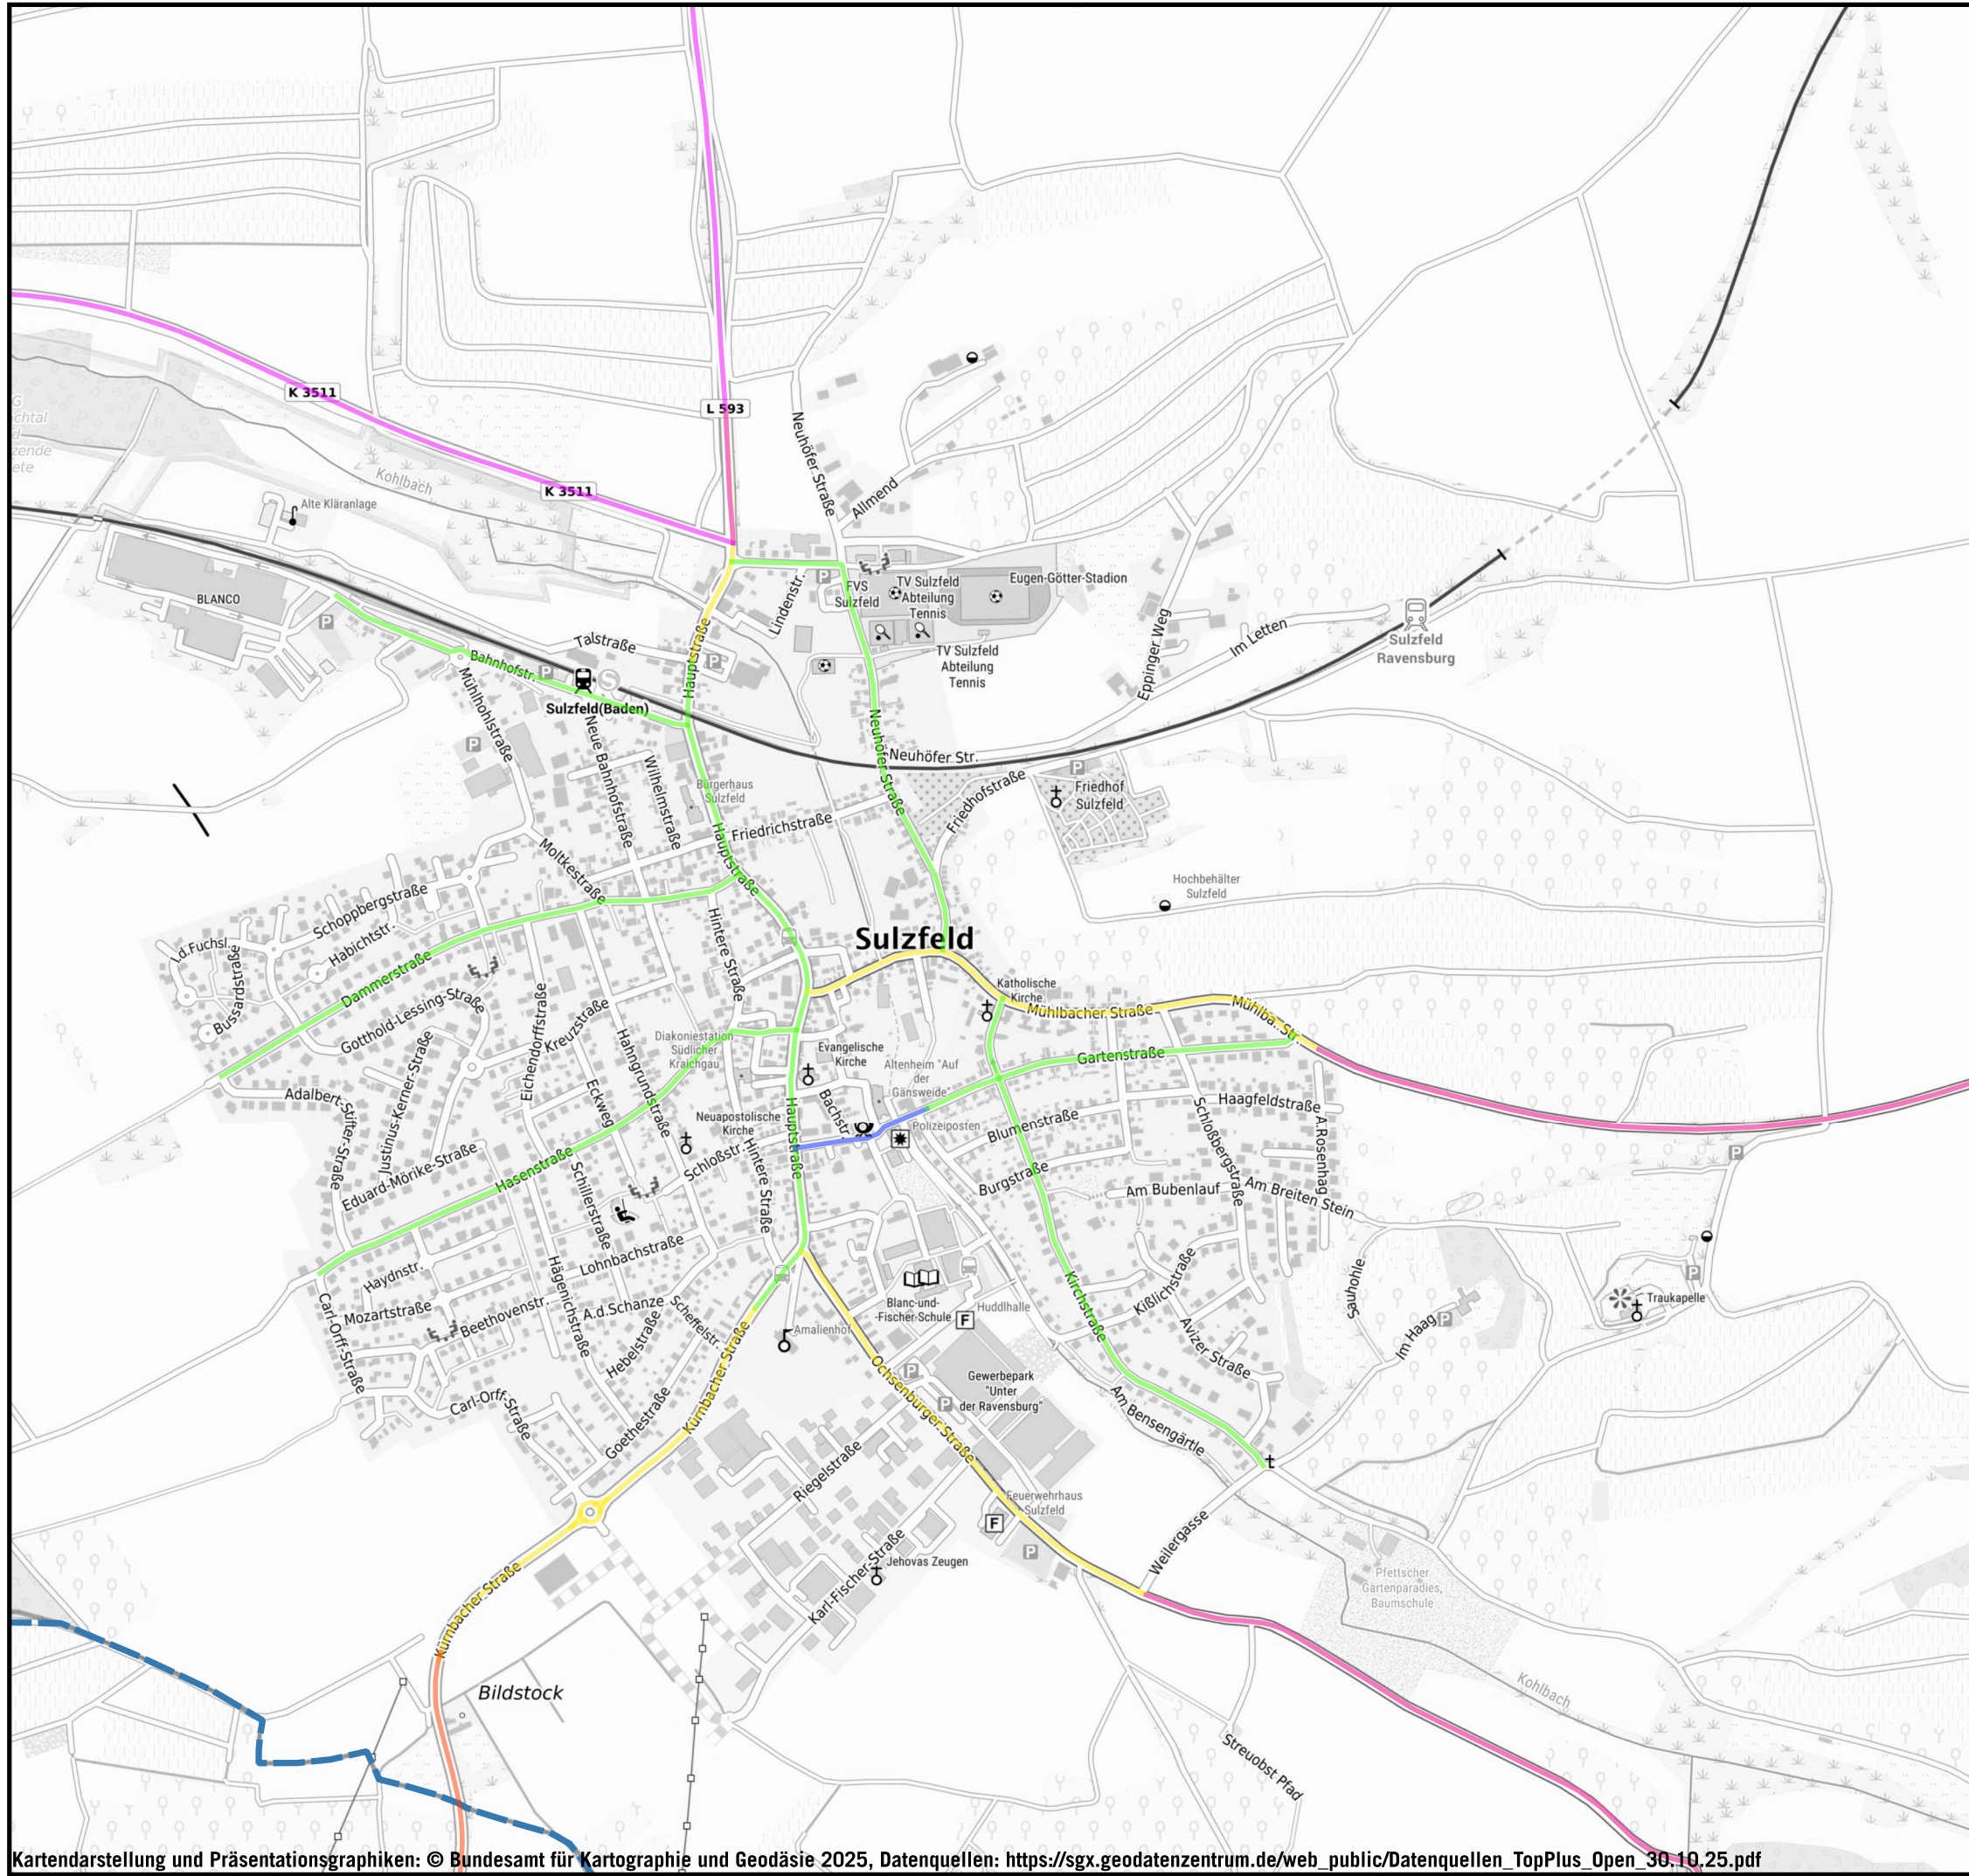 G
chtal
d
zende
ete
K 3511
L 593
K 3511
Kohlbach
Alte Kläranlage
BLANCO
Neuhöfer Straße
Allmend
Lindenstr.
P
FVS
Sulzfeld
TV Sulzfeld
Abteilung
Tennis
Eugen-Götter-Stadion
TV Sulzfeld
Abteilung
Tennis
Eppinger Weg
Im Letten
Sulzfeld
Ravensburg
Talstraße
Hauptstraße
P
P
P
S
Bahnhofstr.
Sulzfeld(Baden)
Mühlhohlstraße
P
Neue Bahnhofstraße
Wilhelmstraße
Bürgerhaus
Sulzfeld
Hauptstraße
Friedrichstraße
Neuhöfer Straße
Neuhöfer Str.
Friedhofstraße
P
Friedhof
Sulzfeld
Hochbehälter
Sulzfeld
Moltkestraße
Schoppbergstraße
Habichtstr.
I.d.Fuchsl.
Bussardstraße
Dammerstraße
Gotthold-Lessing-Straße
Hintere Straße
Sulzfeld
Katholische
Kirche
Mühlbacher Straße
Mühlba. Str.
Gartenstraße
Eichendorffstraße
Kreuzstraße
Hahngrundstraße
Diakoniestation
Südlicher
Kraichgau
Evangelische
Kirche
Altenheim "Auf
der
Gänsweide"
Adalbert-Stifter-Straße
Justinus-Kerner-Straße
Eckweg
Neuapostolische
Kirche
Hauptstraße
Bachstr.
Polizeiposten
Blumenstraße
Haagfeldstraße
A.Rosenhag
Schloßbergstraße
Eduard-Mörike-Straße
Hasenstraße
Schillerstraße
Schloßstr.
Hintere Straße
Burgstraße
Am Bubenlauf
Am Breiten Stein
P
Haydnstr.
Lohnbachstraße
Mozartstraße
Carl-Orff-Straße
Beethovenstr.
Hägenichstraße
A.d.Schanze
Scheffelstr.
Hebelstraße
Amalienhof
Blanc-und-
-Fischer-Schule
Huddlhalle
F
Kirchstraße
Kißlichstraße
Avizer Straße
Sauhohle
Im Haag
P
P
Traukapelle
Kürnbacher Straße
Ochsenburger Straße
P
P
Gewerbepark
"Unter
der Ravensburg"
Am Bensengärtle
Carl-Orff-Straße
Goethestraße
Riegelstraße
Feuerwehrhaus
Sulzfeld
F
P
Weilergasse
Karl-Fischer-Straße
Jehovas Zeugen
Pfettscher
Gartenparadies,
Baumschule
Kürnbacher Straße
Bildstock
Kohlbach
Streuobst Pfad
Kartendarstellung und Präsentationsgraphiken: © Bundesamt für Kartographie und Geodäsie 2025, Datenquellen: https://sgx.geodatenzentrum.de/web_public/Datenquellen_TopPlus_Open_30.10.25.pdf